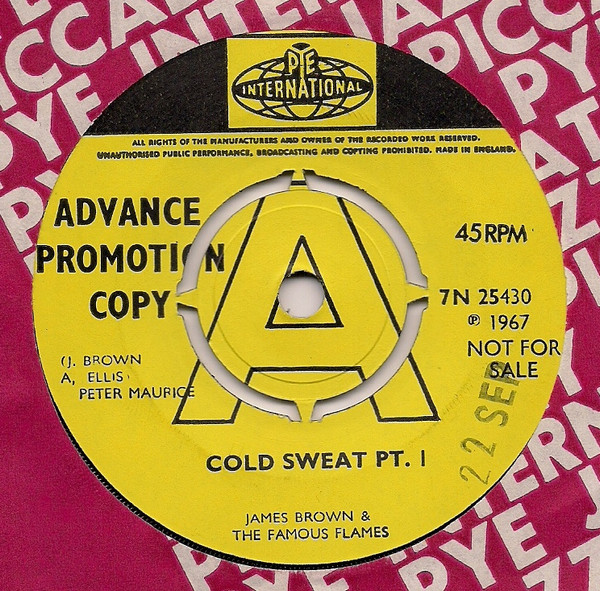 PYE
INTERNATIONAL
ALL RIGHTS OF THE MANUFACTURERS AND OWNER OF THE RECORDED WORK RESERVED.
UNAUTHORISED PUBLIC PERFORMANCE, BROADCASTING AND COPYING PROHIBITED. MADE IN ENGLAND.
ADVANCE
PROMOTION
COPY
A
45 RPM
7N 25430
℗ 1967
NOT FOR
SALE
(J. BROWN
A, ELLIS)
PETER MAURICE
22 SEP
COLD SWEAT PT. I
JAMES BROWN &
THE FAMOUS FLAMES